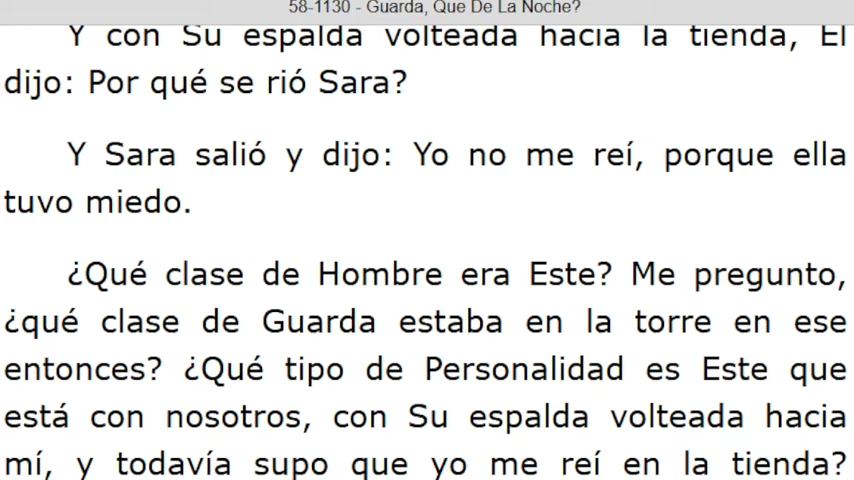 58-1130 - Guarda, Que De La Noche?
Y con Su espalda volteada hacia la tienda, El
dijo: Por qué se rió Sara?
Y Sara salió y dijo: Yo no me reí, porque ella
tuvo miedo.
¿Qué clase de Hombre era Este? Me pregunto,
¿qué clase de Guarda estaba en la torre en ese
entonces? ¿Qué tipo de Personalidad es Este que
está con nosotros, con Su espalda volteada hacia
mí, y todavía supo que yo me reí en la tienda?